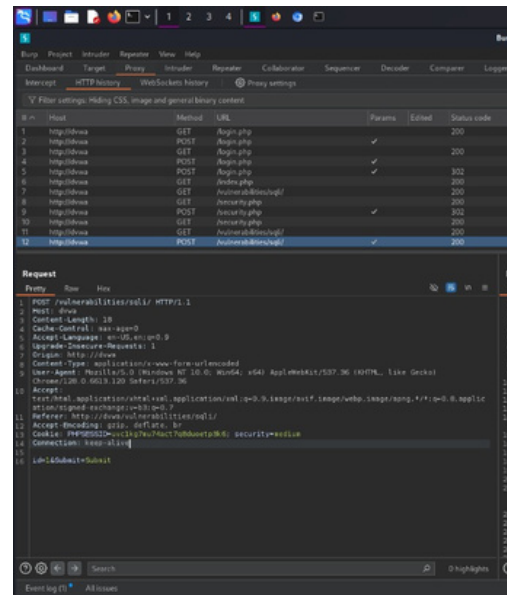 1 2 3 4
Bu
Burp Project Intruder Repeater View Help
Dashboard Target Proxy Intruder Repeater Collaborator Sequencer Decoder Comparer Logger
Intercept HTTP history WebSockets history Proxy settings
Filter settings: Hiding CSS, image and general binary content
# Host Method URL Params Edited Status code
1 http://dvwa GET /login.php 200
2 http://dvwa POST /login.php ✓
3 http://dvwa GET /login.php 200
4 http://dvwa POST /login.php ✓
5 http://dvwa POST /login.php ✓ 302
6 http://dvwa GET /index.php 200
7 http://dvwa GET /vulnerabilities/sqli/ 200
8 http://dvwa GET /security.php 200
9 http://dvwa POST /security.php ✓ 302
10 http://dvwa GET /security.php 200
11 http://dvwa GET /vulnerabilities/sqli/ 200
12 http://dvwa POST /vulnerabilities/sqli/ ✓ 200
Request
Pretty Raw Hex
1 POST /vulnerabilities/sqli/ HTTP/1.1
2 Host: dvwa
3 Content-Length: 18
4 Cache-Control: max-age=0
5 Accept-Language: en-US,en;q=0.9
6 Upgrade-Insecure-Requests: 1
7 Origin: http://dvwa
8 Content-Type: application/x-www-form-urlencoded
9 User-Agent: Mozilla/5.0 (Windows NT 10.0; Win64; x64) AppleWebKit/537.36 (KHTML, like Gecko)
Chrome/128.0.6613.120 Safari/537.36
10 Accept:
text/html,application/xhtml+xml,application/xml;q=0.9,image/avif,image/webp,image/apng,*/*;q=0.8,applic
ation/signed-exchange;v=b3;q=0.7
11 Referer: http://dvwa/vulnerabilities/sqli/
12 Accept-Encoding: gzip, deflate, br
13 Cookie: security=medium
14 Connection: keep-alive
15
16 id=1&Submit=Submit
Search 0 highlights
Event log (1) All issues